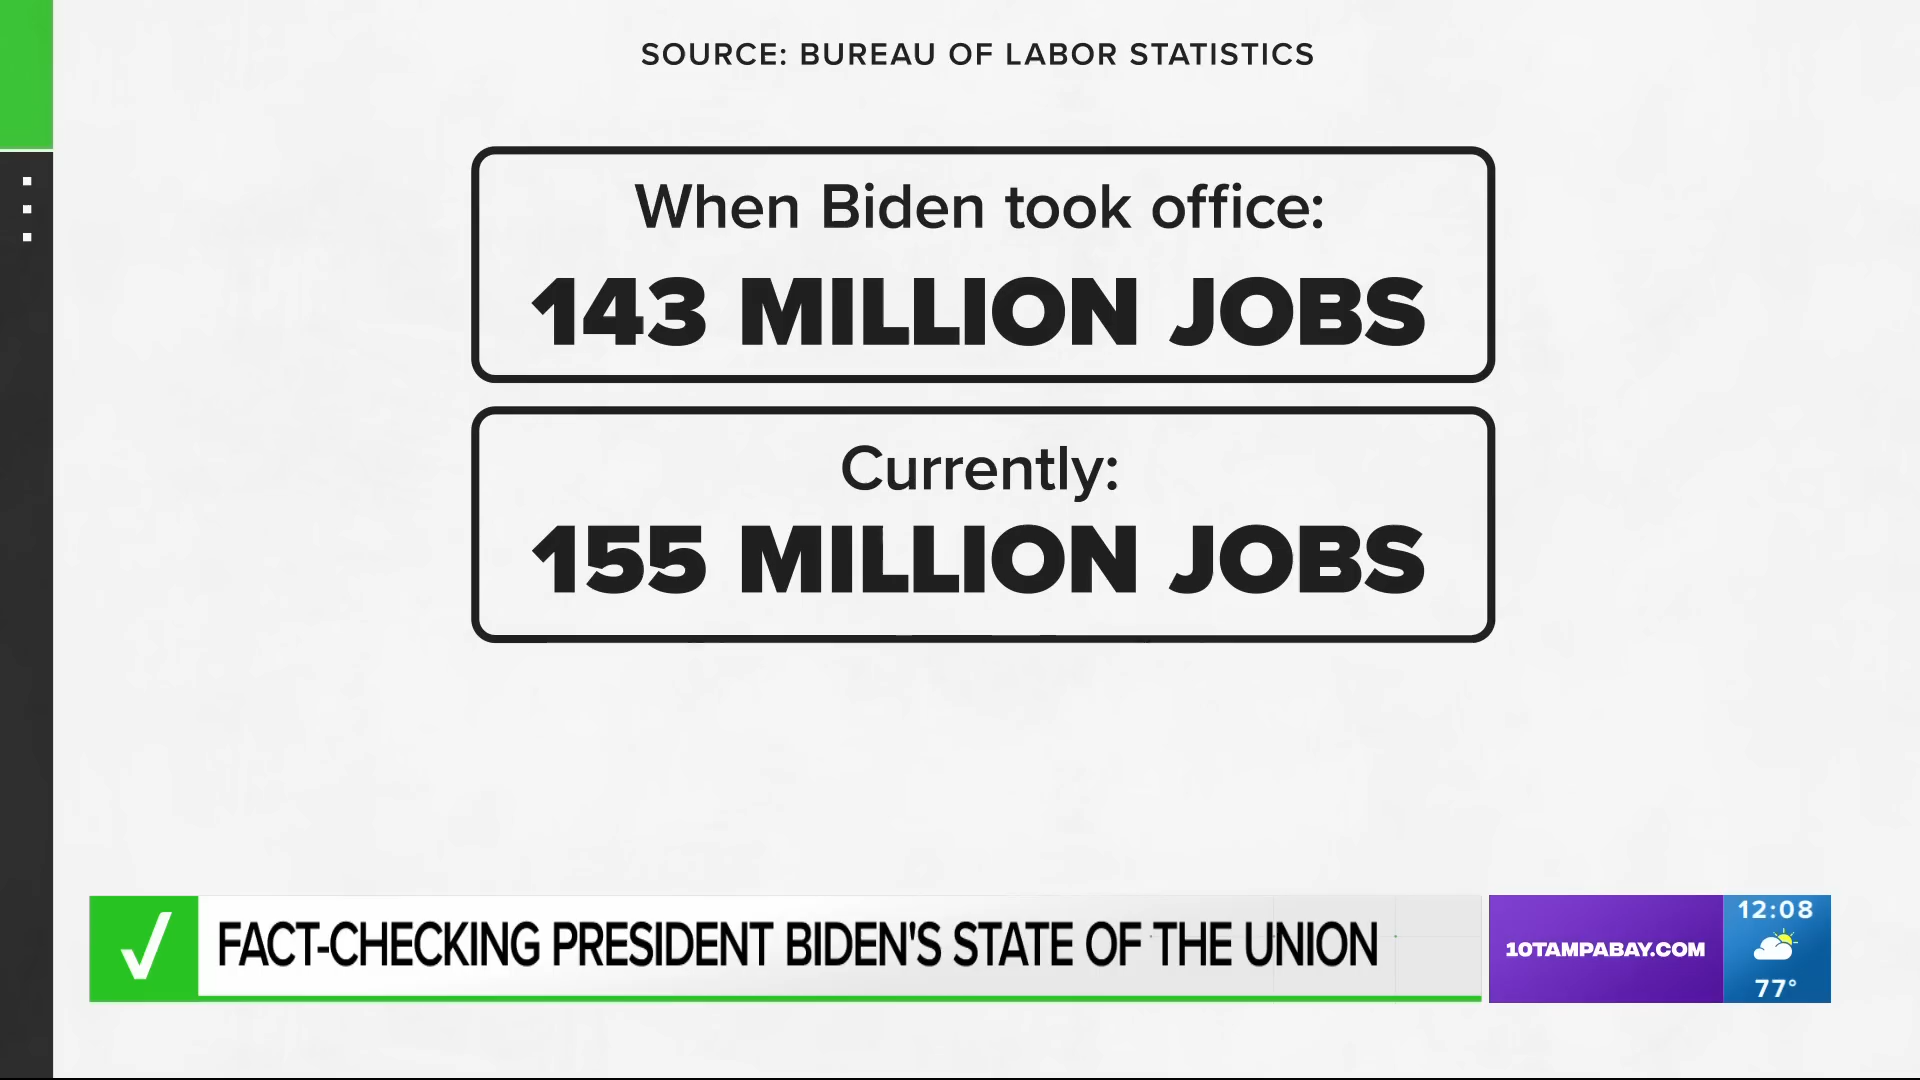 SOURCE: BUREAU OF LABOR STATISTICS
When Biden took office:
143 MILLION JOBS
Currently:
155 MILLION JOBS
FACT-CHECKING PRESIDENT BIDEN'S STATE OF THE UNION
10TAMPABAY.COM
12:08
77°